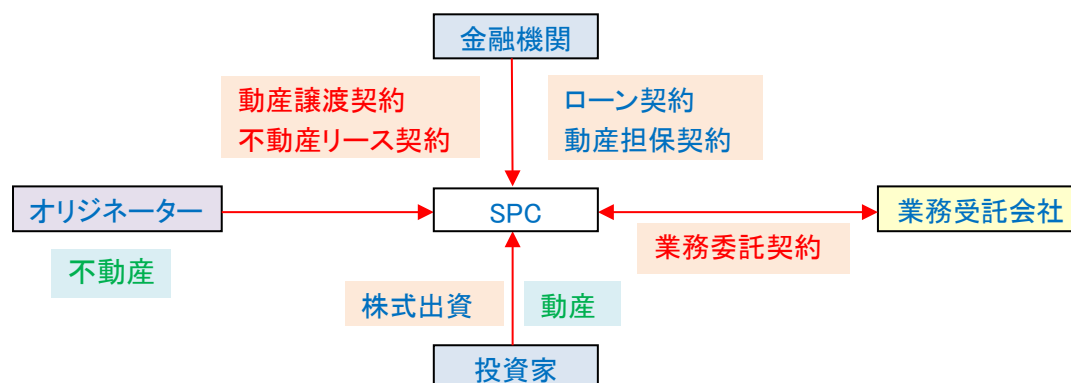 金融機関
動産譲渡契約
不動産リース契約
ローン契約
動産担保契約
オリジネーター
SPC
業務受託会社
不動産
業務委託契約
株式出資
動産
投資家